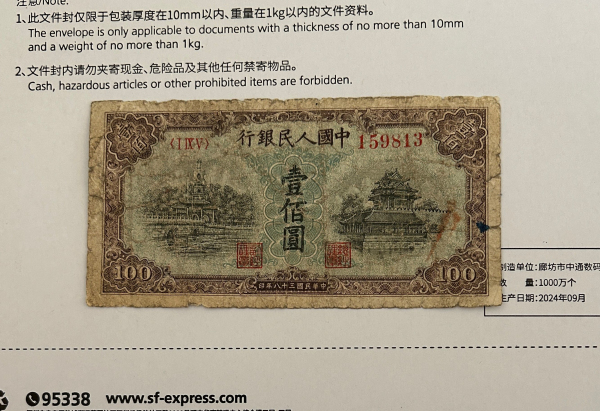 注意/Note:
1、此文件封仅限于包装厚度在10mm以内、重量在1kg以内的文件资料。
The envelope is only applicable to documents with a thickness of no more than 10mm
and a weight of no more than 1kg.
2、文件封内请勿夹寄现金、危险品及其他任何禁寄物品。
Cash, hazardous articles or other prohibited items are forbidden.
行銀民人國中
〈ⅠⅨⅤ〉
159813
壹佰圓
100
100
印年八十三國民華中
制造单位:廊坊市中通数码
数 量:1000万个
生产日期:2024年09月
95338 www.sf-express.com